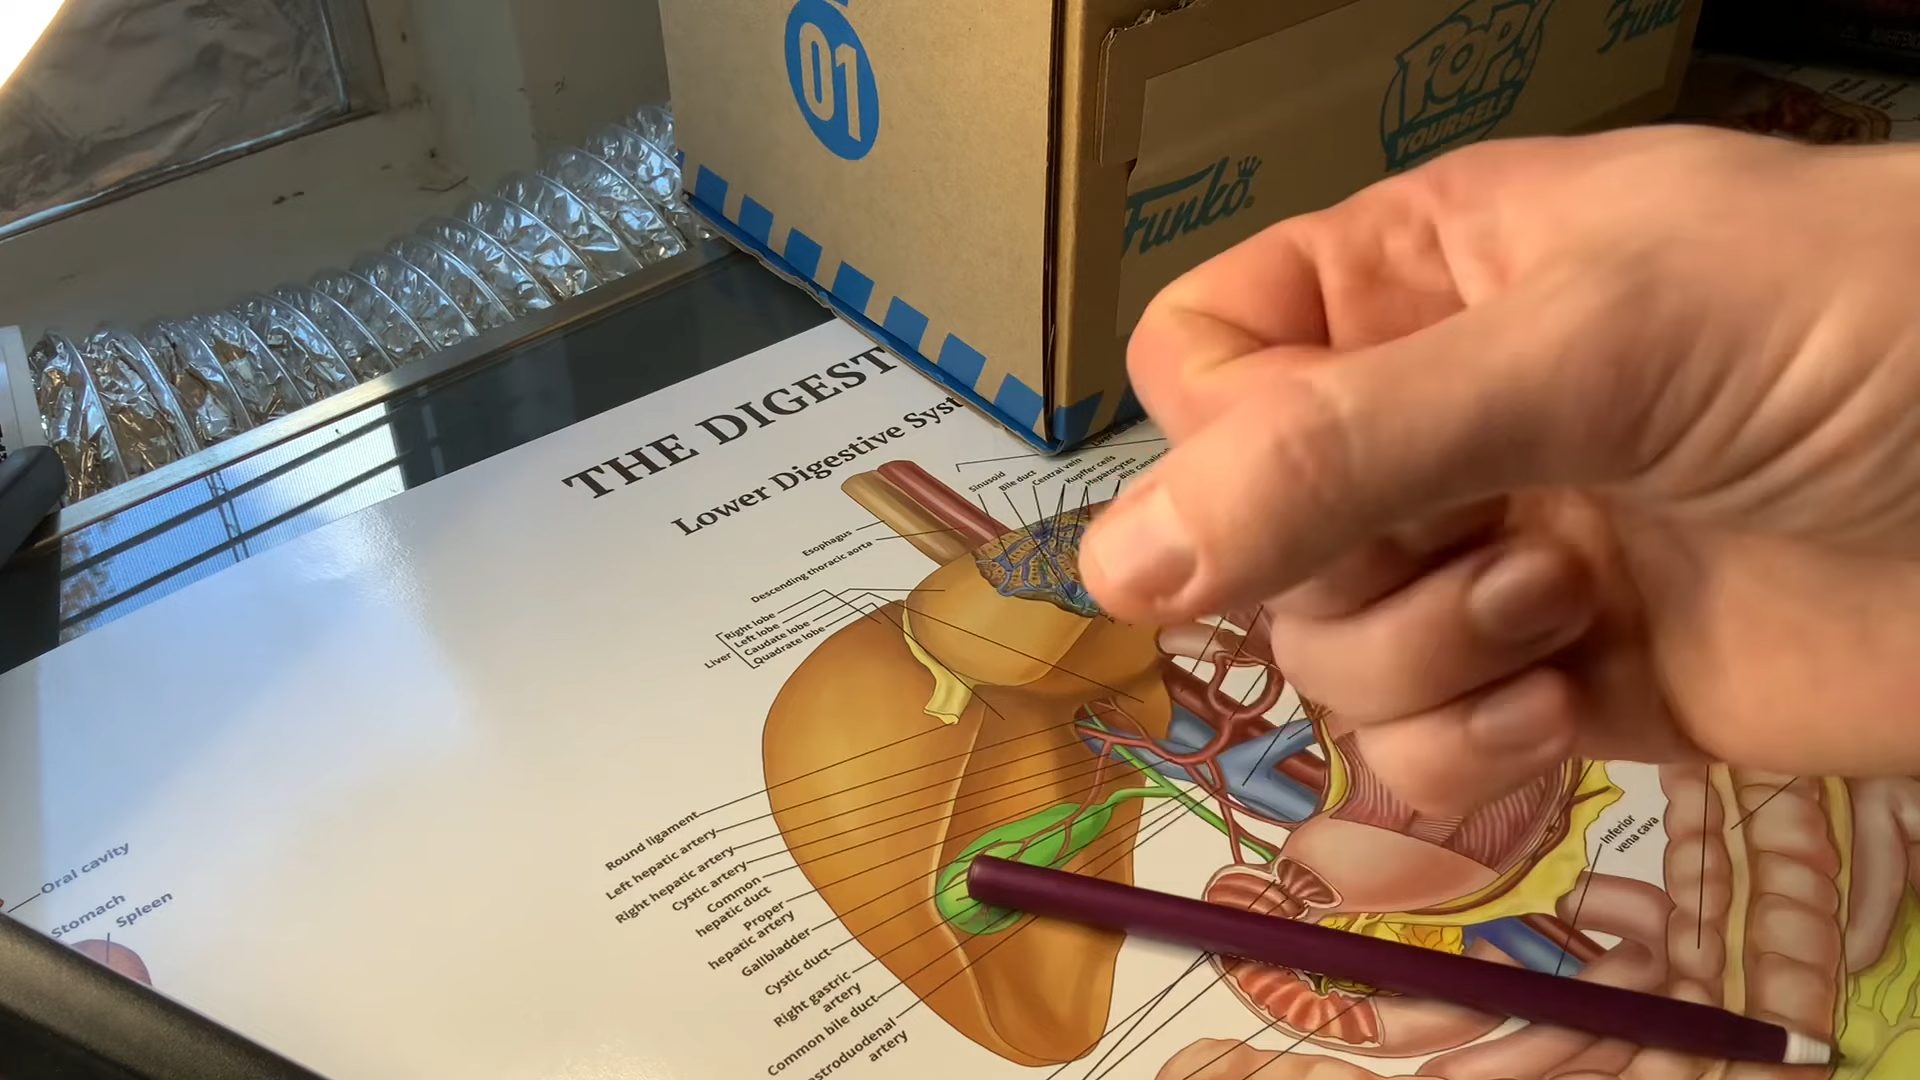 01
POP!
YOURSELF
Funko
Funko
THE DIGEST
Lower Digestive Syst
Sinusoid
Bile duct
Central vein
Kupffer cells
Hepatocytes
Esophagus
Descending thoracic aorta
Right lobe
Left lobe
Caudate lobe
Quadrate lobe
Liver
Round ligament
Left hepatic artery
Right hepatic artery
Cystic artery
Common
hepatic duct
Proper
hepatic artery
Gallbladder
Cystic duct
Right gastric
artery
Common bile duct
astroduodenal
artery
Inferior
vena cava
Oral cavity
Stomach
Spleen